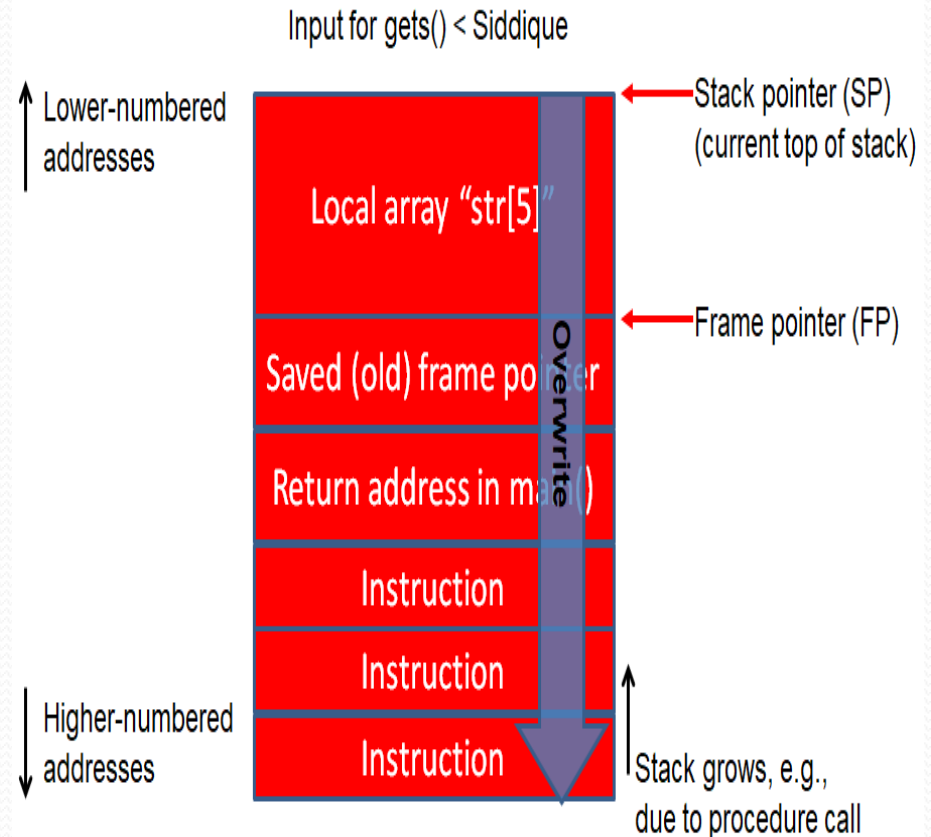 Input for gets() < Siddique
Lower-numbered
addresses
Stack pointer (SP)
(current top of stack)
Local array “str[5]”
Frame pointer (FP)
Saved (old) frame pointer
Overwrite
Return address in main()
Instruction
Instruction
Instruction
Higher-numbered
addresses
Stack grows, e.g.,
due to procedure call